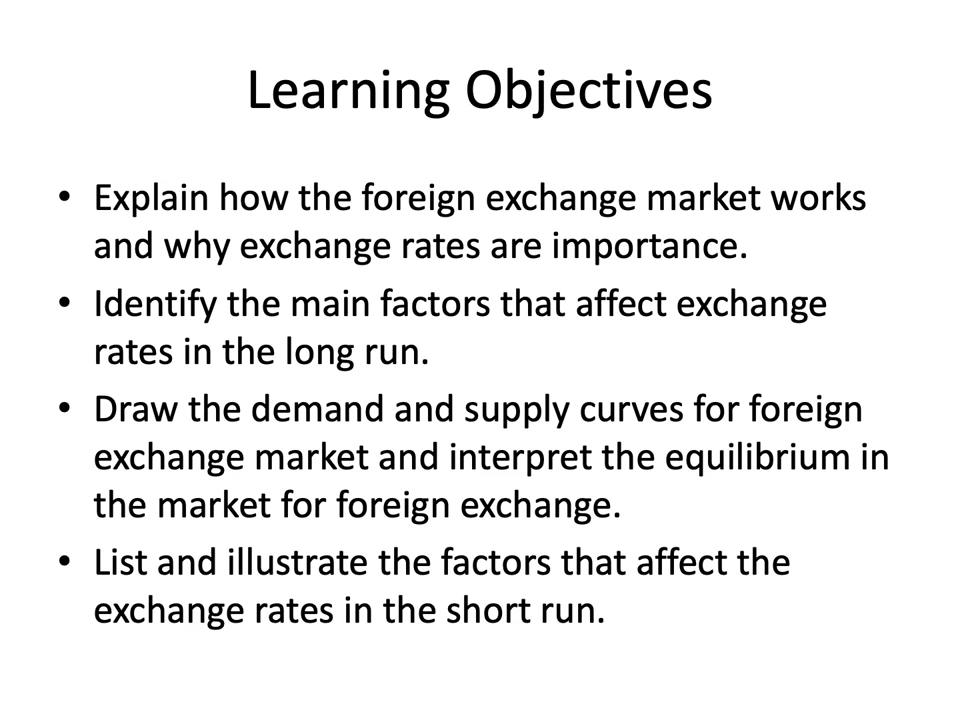 Learning Objectives
• Explain how the foreign exchange market works
and why exchange rates are importance.
• Identify the main factors that affect exchange
rates in the long run.
• Draw the demand and supply curves for foreign
exchange market and interpret the equilibrium in
the market for foreign exchange.
• List and illustrate the factors that affect the
exchange rates in the short run.